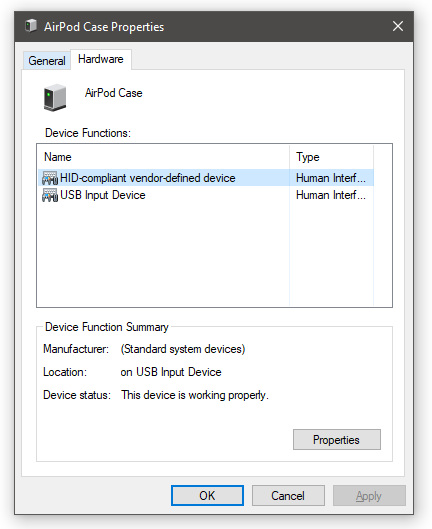 AirPod Case Properties
General Hardware
AirPod Case
Device Functions:
Name Type
HID-compliant vendor-defined device Human Interf...
USB Input Device Human Interf...
Device Function Summary
Manufacturer: (Standard system devices)
Location: on USB Input Device
Device status: This device is working properly.
Properties
OK Cancel Apply